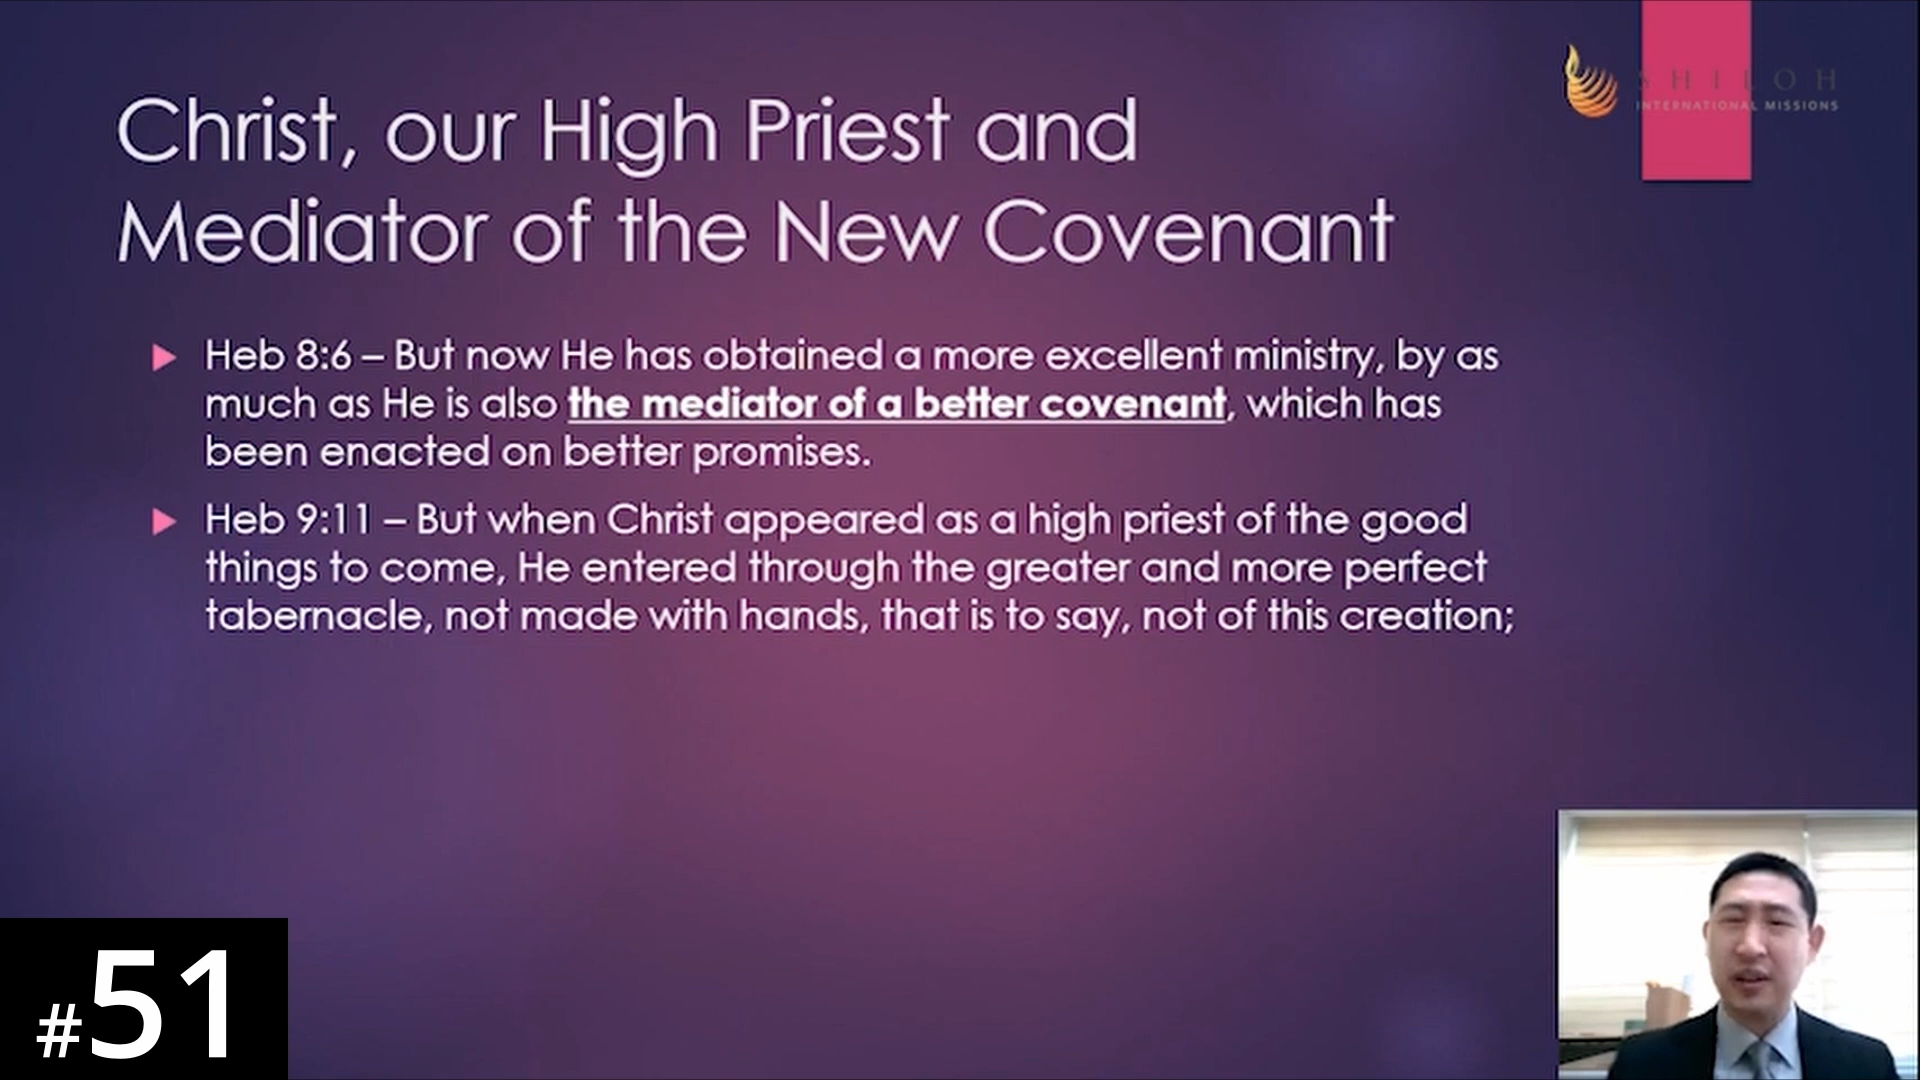 Christ, our High Priest and
Mediator of the New Covenant
SHILOH
INTERNATIONAL MISSIONS
Heb 8:6 – But now He has obtained a more excellent ministry, by as
much as He is also the mediator of a better covenant, which has
been enacted on better promises.
Heb 9:11 – But when Christ appeared as a high priest of the good
things to come, He entered through the greater and more perfect
tabernacle, not made with hands, that is to say, not of this creation;
#51